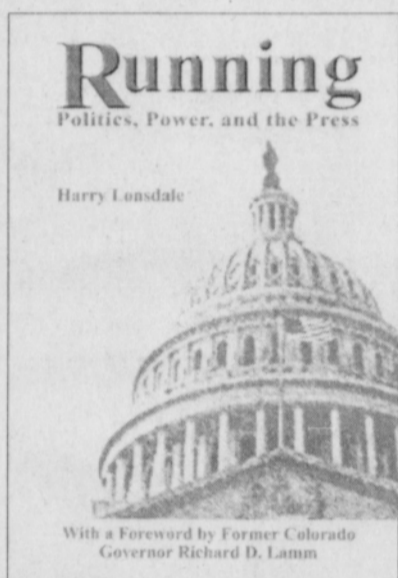 Running
Politics, Power, and the Press
Harry Lonsdale
With a Foreword by Former Colorado
Governor Richard D. Lamm